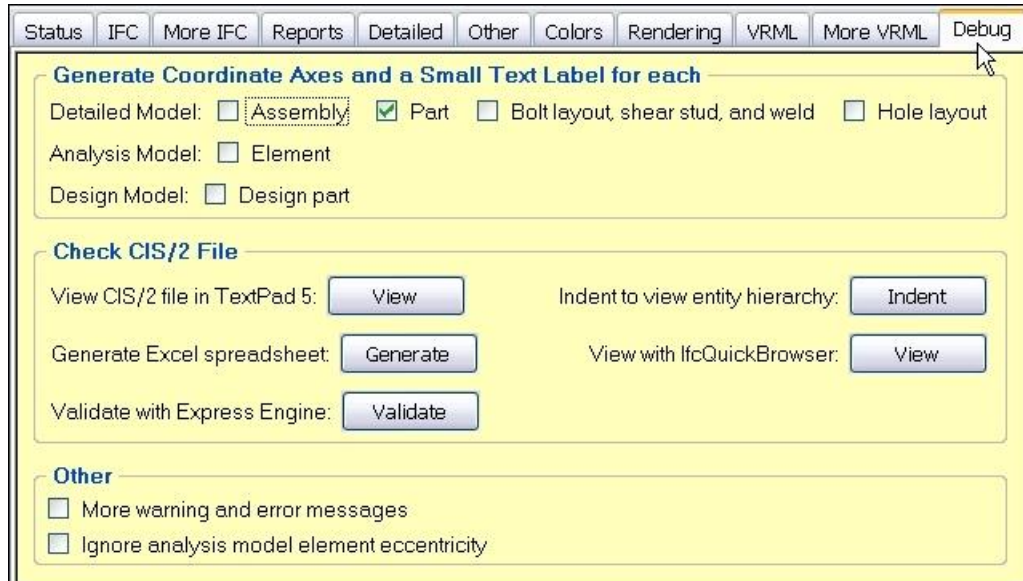 Status IFC More IFC Reports Detailed Other Colors Rendering VRML More VRML Debug
Generate Coordinate Axes and a Small Text Label for each
Detailed Model: Assembly Part Bolt layout, shear stud, and weld Hole layout
Analysis Model: Element
Design Model: Design part
Check CIS/2 File
View CIS/2 file in TextPad 5: View Indent to view entity hierarchy: Indent
Generate Excel spreadsheet: Generate View with IfcQuickBrowser: View
Validate with Express Engine: Validate
Other
More warning and error messages
Ignore analysis model element eccentricity